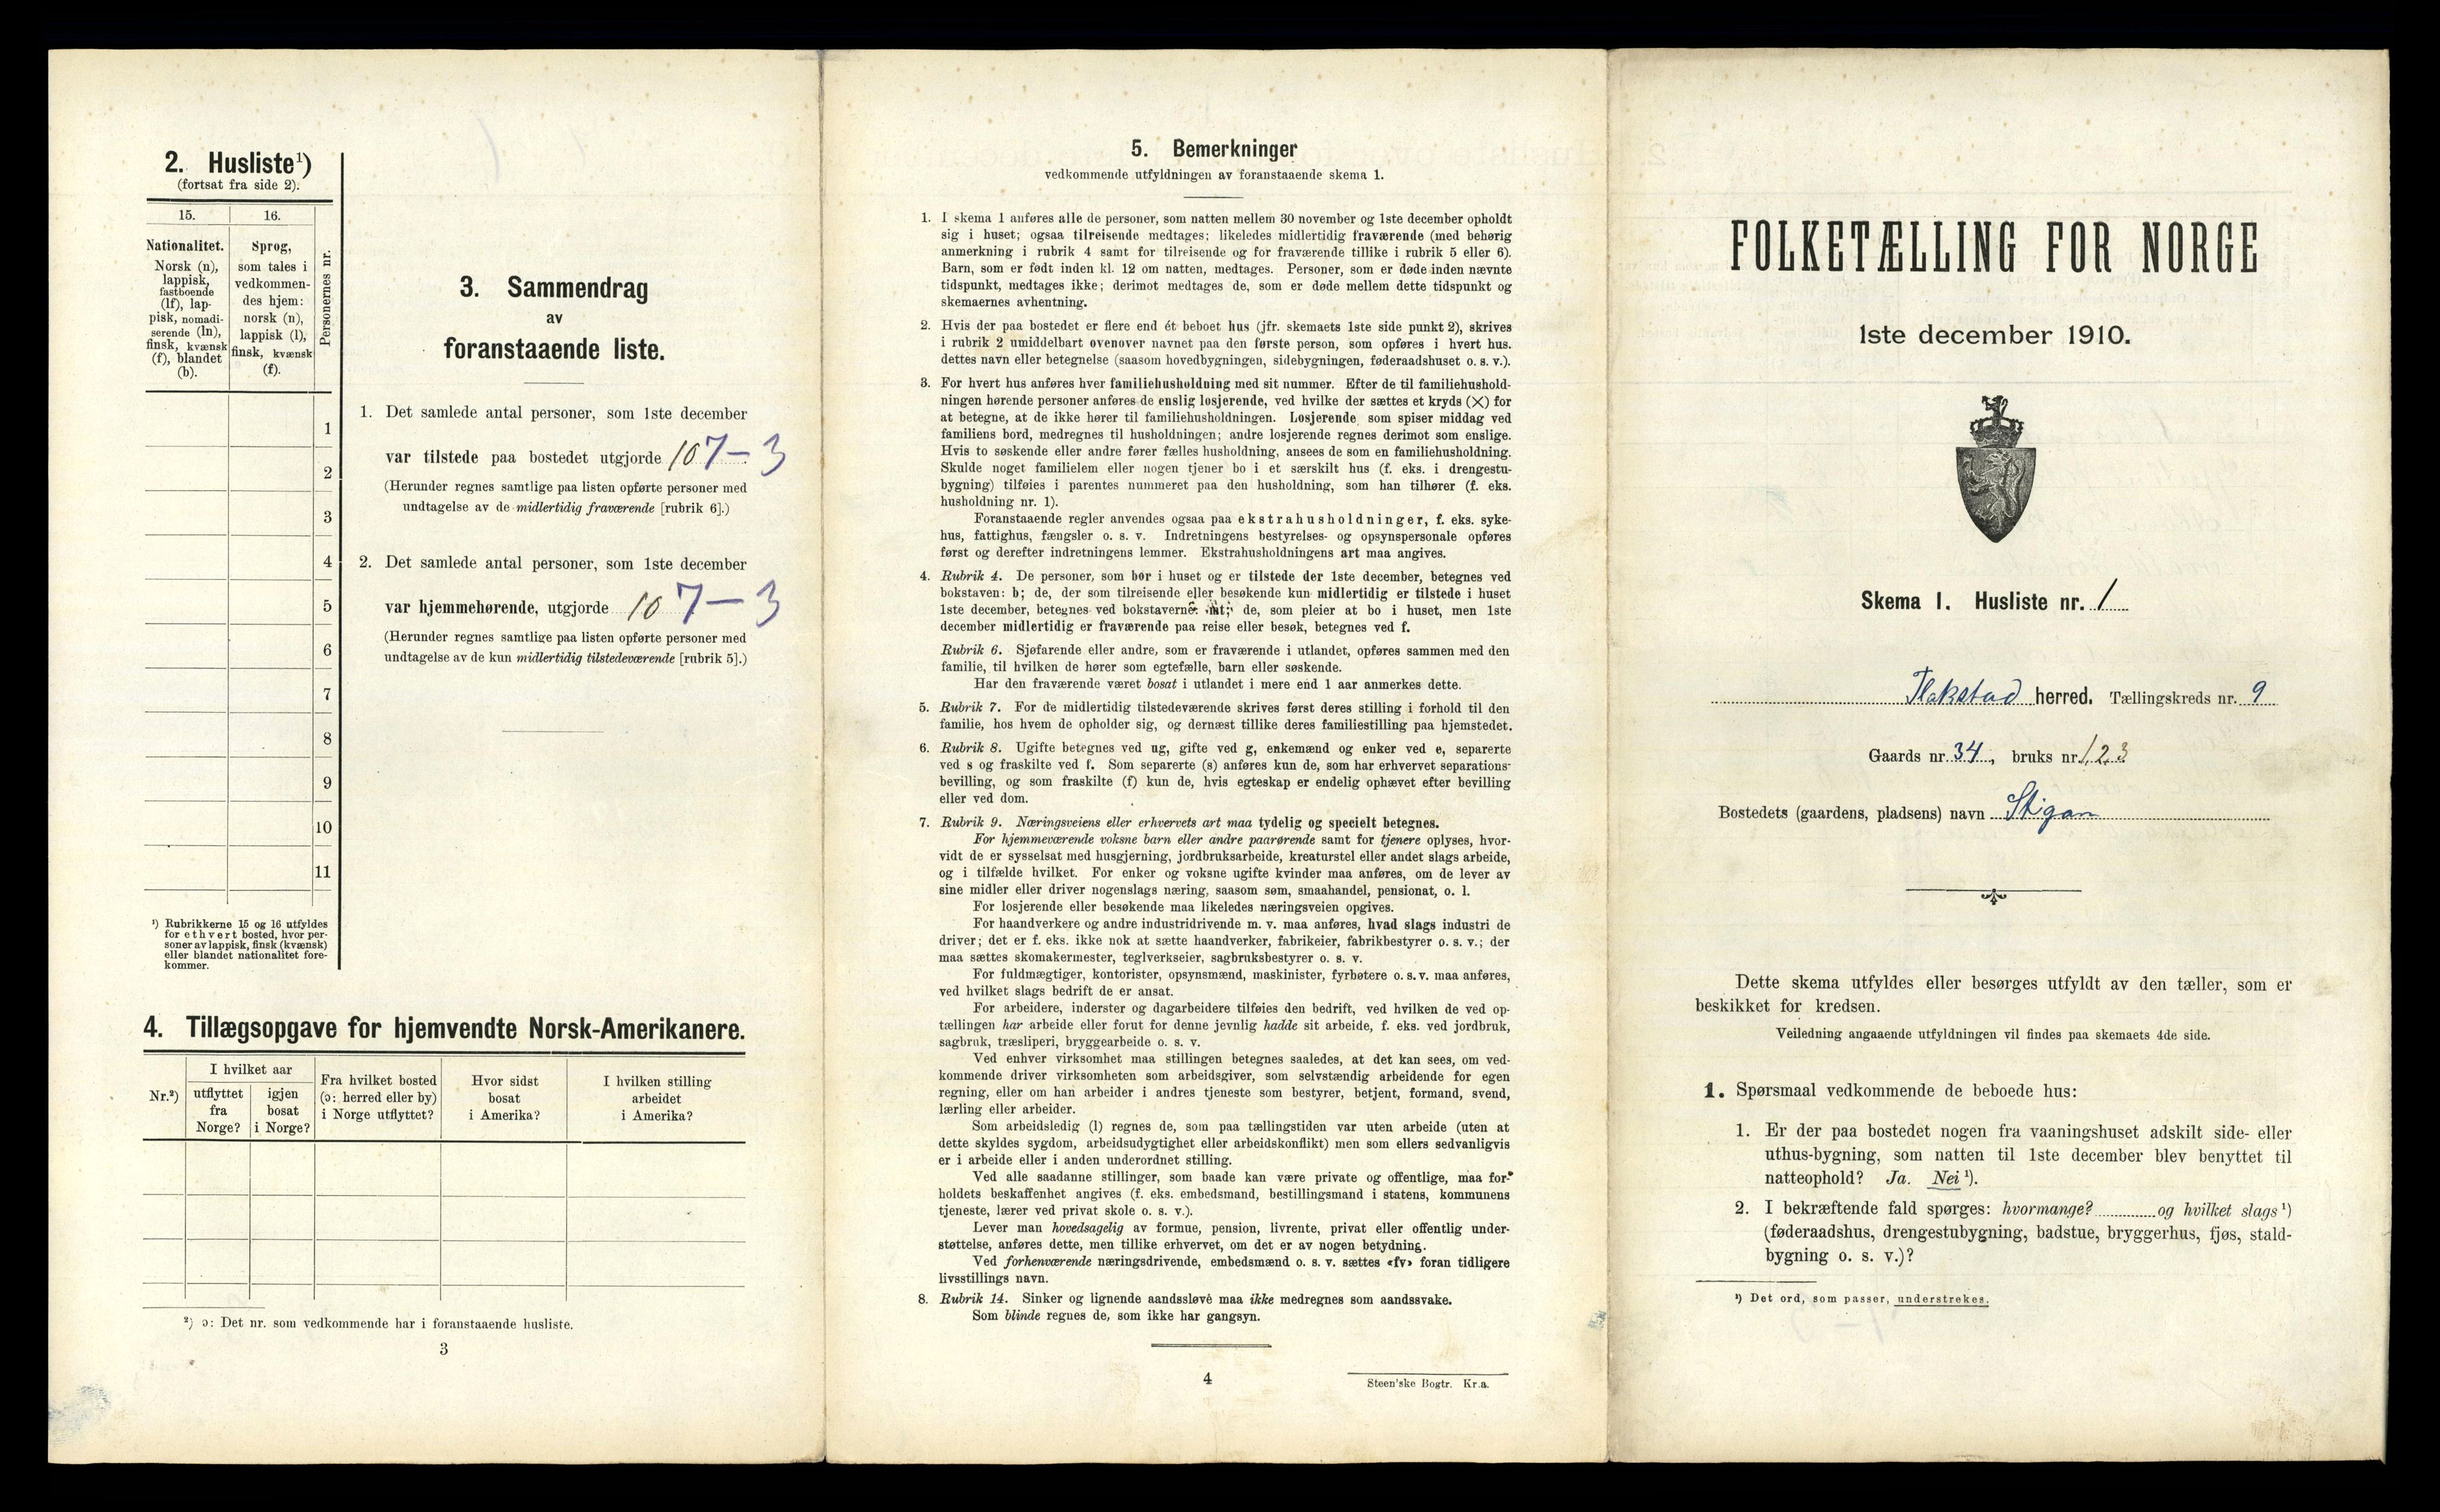 2. Husliste¹)
(fortsat fra side 2).
15.
16.
Personernes nr.
Nationalitet.
Norsk (n),
lappisk,
fastboende
(lf), lap-
pisk, nomadi-
serende (ln),
finsk, kvænsk
(f), blandet
(b).
Sprog,
som tales i
vedkommen-
des hjem:
norsk (n),
lappisk (l),
finsk, kvænsk
(f).
1
2
3
4
5
6
7
8
9
10
11
¹) Rubrikkerne 15 og 16 utfyldes
for ethvert bosted, hvor per-
soner av lappisk, finsk (kvænsk)
eller blandet nationalitet fore-
kommer.
3. Sammendrag
av
foranstaaende liste.
1. Det samlede antal personer, som 1ste december
var tilstede paa bostedet utgjorde 10 7 — 3
(Herunder regnes samtlige paa listen opførte personer med
undtagelse av de midlertidig fraværende [rubrik 6].)
2. Det samlede antal personer, som 1ste december
var hjemmehørende, utgjorde 10 7 — 3
(Herunder regnes samtlige paa listen opførte personer med
undtagelse av de kun midlertidig tilstedeværende [rubrik 5].)
4. Tillægsopgave for hjemvendte Norsk-Amerikanere.
Nr.²)
I hvilket aar
utflyttet
fra
Norge?
igjen
bosat
i Norge?
Fra hvilket bosted
(ɔ: herred eller by)
i Norge utflyttet?
Hvor sidst
bosat
i Amerika?
I hvilken stilling
arbeidet
i Amerika?
²) ɔ: Det nr. som vedkommende har i foranstaaende husliste.
3
5. Bemerkninger
vedkommende utfyldningen av foranstaaende skema 1.
1. I skema 1 anføres alle de personer, som natten mellem 30 november og 1ste december opholdt
sig i huset; ogsaa tilreisende medtages; likeledes midlertidig fraværende (med behørig
anmerkning i rubrik 4 samt for tilreisende og for fraværende tillike i rubrik 5 eller 6).
Barn, som er født inden kl. 12 om natten, medtages. Personer, som er døde inden nævnte
tidspunkt, medtages ikke; derimot medtages de, som er døde mellem dette tidspunkt og
skemaernes avhentning.
2. Hvis der paa bostedet er flere end ét beboet hus (jfr. skemaets 1ste side punkt 2), skrives
i rubrik 2 umiddelbart ovenover navnet paa den første person, som opføres i hvert hus.
dettes navn eller betegnelse (saasom hovedbygningen, sidebygningen, føderaadshuset o. s. v.).
3. For hvert hus anføres hver familiehusholdning med sit nummer. Efter de til familiehushold-
ningen hørende personer anføres de enslig losjerende, ved hvilke der sættes et kryds (×) for
at betegne, at de ikke hører til familiehusholdningen. Losjerende som spiser middag ved
familiens bord, medregnes til husholdningen; andre losjerende regnes derimot som enslige.
Hvis to søskende eller andre fører fælles husholdning, ansees de som en familiehusholdning.
Skulde noget familielem eller nogen tjener bo i et særskilt hus (f. eks. i drengestu-
bygning) tilføies i parentes nummeret paa den husholdning, som han tilhører (f. eks.
husholdning nr. 1).
Foranstaaende regler anvendes ogsaa paa ekstrahusholdninger, f. eks. syke-
hus, fattighus, fængsler o. s. v. Indretningens bestyrelses- og opsynspersonale opføres
først og derefter indretningens lemmer. Ekstrahusholdningens art maa angives.
4. Rubrik 4. De personer, som bor i huset og er tilstede der 1ste december, betegnes ved
bokstaven: b; de, der som tilreisende eller besøkende kun midlertidig er tilstede i huset
1ste december, betegnes ved bokstaverne: mt; de, som pleier at bo i huset, men 1ste
december midlertidig er fraværende paa reise eller besøk, betegnes ved f.
Rubrik 6. Sjøfarende eller andre, som er fraværende i utlandet, opføres sammen med den
familie, til hvilken de hører som egtefælle, barn eller søskende.
Har den fraværende været bosat i utlandet i mere end 1 aar anmerkes dette.
5. Rubrik 7. For de midlertidig tilstedeværende skrives først deres stilling i forhold til den
familie, hos hvem de opholder sig, og dernæst tillike deres familiestilling paa hjemstedet.
6. Rubrik 8. Ugifte betegnes ved ug, gifte ved g, enkemænd og enker ved e, separerte
ved s og fraskilte ved f. Som separerte (s) anføres kun de, som har erhvervet separations-
bevilling, og som fraskilte (f) kun de, hvis egteskap er endelig ophævet efter bevilling
eller ved dom.
7. Rubrik 9. Næringsveiens eller erhvervets art maa tydelig og specielt betegnes.
For hjemmeværende voksne barn eller andre paarørende samt for tjenere oplyses, hvor-
vidt de er sysselsat med husgjerning, jordbruksarbeide, kreaturstel eller andet slags arbeide,
og i tilfælde hvilket. For enker og voksne ugifte kvinder maa anføres, om de lever av
sine midler eller driver nogenslags næring, saasom søm, smaahandel, pensionat, o. l.
For losjerende eller besøkende maa likeledes næringsveien opgives.
For haandverkere og andre industridrivende m. v. maa anføres, hvad slags industri de
driver; det er f. eks. ikke nok at sætte haandverker, fabrikeier, fabrikbestyrer o. s. v.; der
maa sættes skomakermester, teglverkseier, sagbruksbestyrer o. s. v.
For fuldmægtiger, kontorister, opsynsmænd, maskinister, fyrbøtere o. s. v. maa anføres,
ved hvilket slags bedrift de er ansat.
For arbeidere, inderster og dagarbeidere tilføies den bedrift, ved hvilken de ved op-
tællingen har arbeide eller forut for denne jevnlig hadde sit arbeide, f. eks. ved jordbruk,
sagbruk, træsliperi, bryggearbeide o. s. v.
Ved enhver virksomhet maa stillingen betegnes saaledes, at det kan sees, om ved-
kommende driver virksomheten som arbeidsgiver, som selvstændig arbeidende for egen
regning, eller om han arbeider i andres tjeneste som bestyrer, betjent, formand, svend,
lærling eller arbeider.
Som arbeidsledig (l) regnes de, som paa tællingstiden var uten arbeide (uten at
dette skyldes sygdom, arbeidsudygtighet eller arbeidskonflikt) men som ellers sedvanligvis
er i arbeide eller i anden underordnet stilling.
Ved alle saadanne stillinger, som baade kan være private og offentlige, maa for-
holdets beskaffenhet angives (f. eks. embedsmand, bestillingsmand i statens, kommunens
tjeneste, lærer ved privat skole o. s. v.).
Lever man hovedsagelig av formue, pension, livrente, privat eller offentlig under-
støttelse, anføres dette, men tillike erhvervet, om det er av nogen betydning.
Ved forhenværende næringsdrivende, embedsmænd o. s. v. sættes «fv» foran tidligere
livsstillings navn.
8. Rubrik 14. Sinker og lignende aandssløve maa ikke medregnes som aandssvake.
Som blinde regnes de, som ikke har gangsyn.
4
Steen'ske Bogtr. Kr.a.
FOLKETÆLLING FOR NORGE
1ste december 1910.
Skema 1. Husliste nr. 1
Flakstad herred. Tællingskreds nr. 9
Gaards nr. 34, bruks nr. 1, 2, 3
Bostedets (gaardens, pladsens) navn Stigan
Dette skema utfyldes eller besørges utfyldt av den tæller, som er
beskikket for kredsen.
Veiledning angaaende utfyldningen vil findes paa skemaets 4de side.
1. Spørsmaal vedkommende de beboede hus:
1. Er der paa bostedet nogen fra vaaningshuset adskilt side- eller
uthus-bygning, som natten til 1ste december blev benyttet til
natteophold? Ja. Nei ¹).
2. I bekræftende fald spørges: hvormange? og hvilket slags ¹)
(føderaadshus, drengestubygning, badstue, bryggerhus, fjøs, stald-
bygning o. s. v.)?
¹) Det ord, som passer, understrekes.